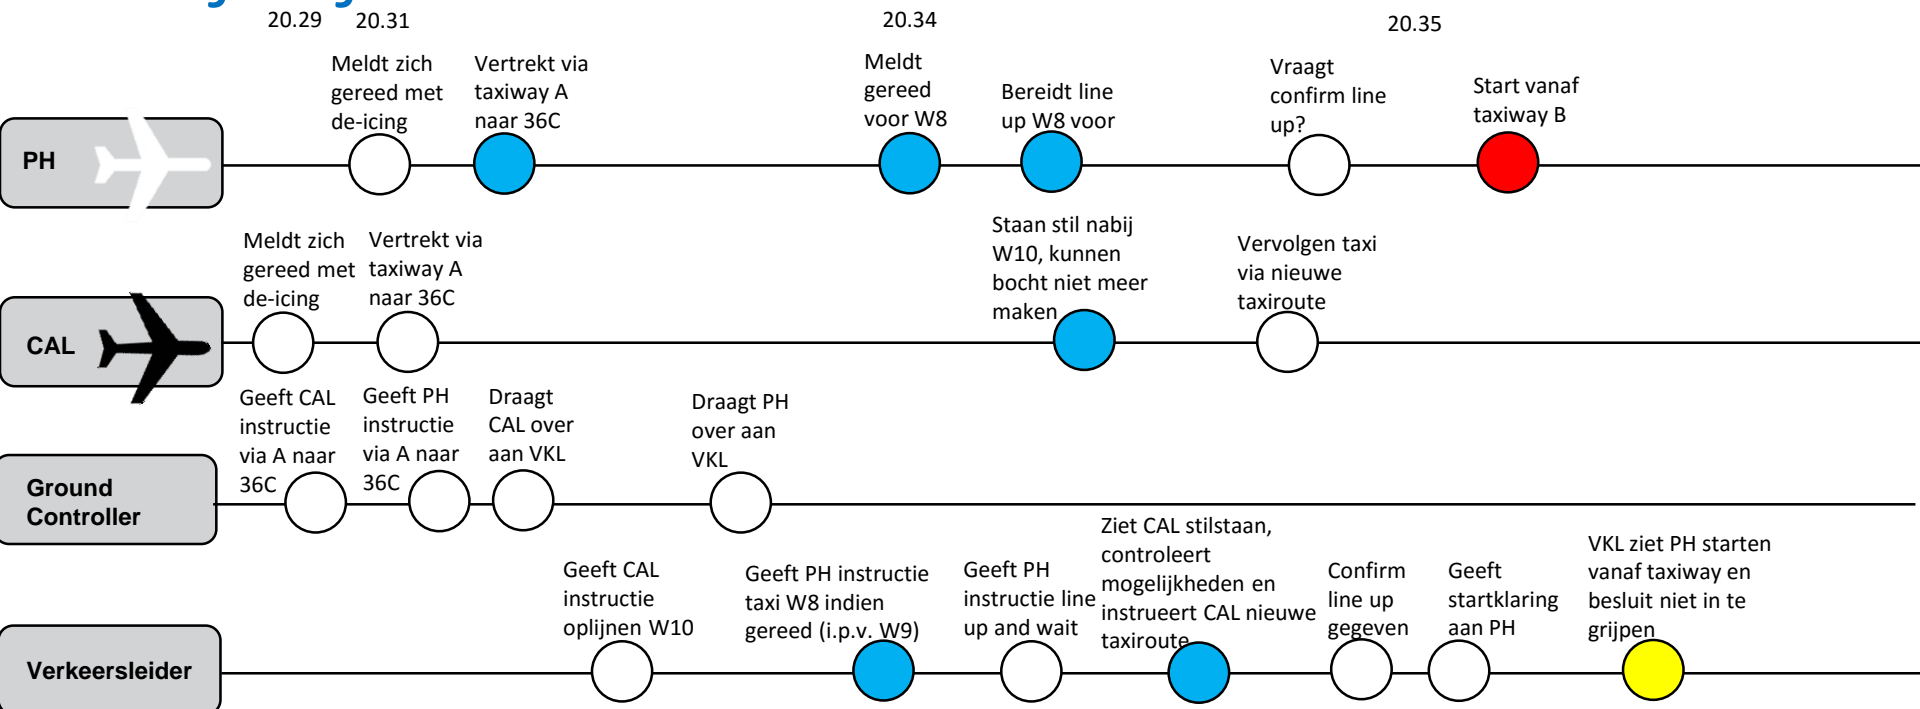 20.29
20.31
20.34
20.35
Meldt zich
gereed met
de-icing
Vertrekt via
taxiway A
naar 36C
Meldt
gereed
voor W8
Bereidt line
up W8 voor
Vraagt
confirm line
up?
Start vanaf
taxiway B
PH
Meldt zich
gereed met
de-icing
Vertrekt via
taxiway A
naar 36C
Staan stil nabij
W10, kunnen
bocht niet meer
maken
Vervolgen taxi
via nieuwe
taxiroute
CAL
Geeft CAL
instructie
via A naar
36C
Geeft PH
instructie
via A naar
36C
Draagt
CAL over
aan VKL
Draagt PH
over aan
VKL
Ground
Controller
Geeft CAL
instructie
oplijnen W10
Geeft PH instructie
taxi W8 indien
gereed (i.p.v. W9)
Geeft PH
instructie line
up and wait
Ziet CAL stilstaan,
controleert
mogelijkheden en
instrueert CAL nieuwe
taxiroute
Confirm
line up
gegeven
Geeft
startklaring
aan PH
VKL ziet PH starten
vanaf taxiway en
besluit niet in te
grijpen
Verkeersleider